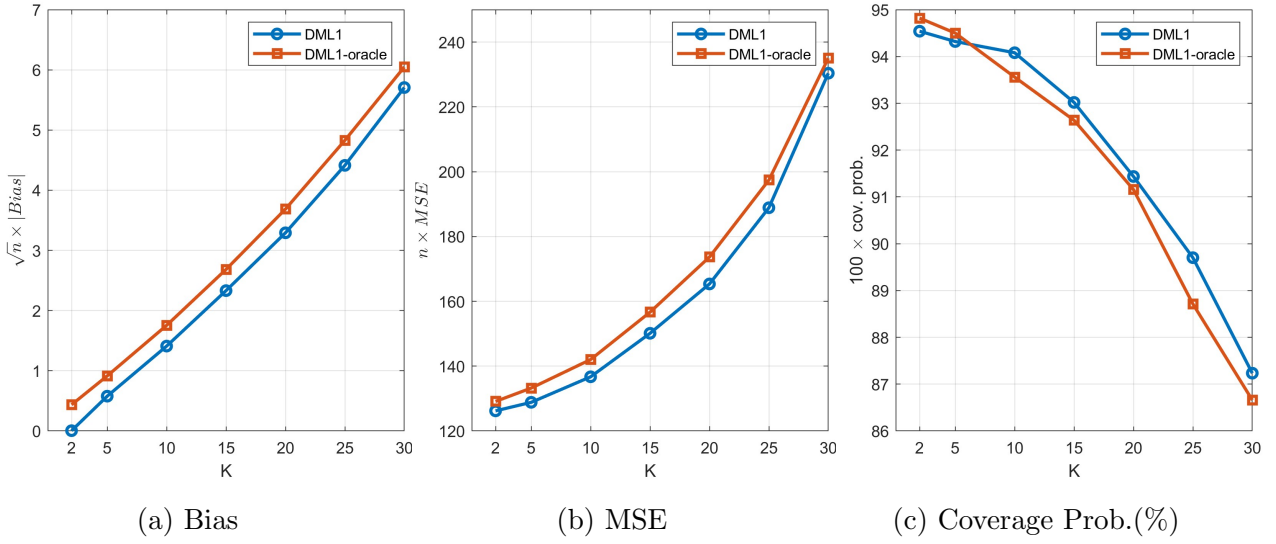 7
6
5
4
3
2
1
0
√n × |Bias|
2 5 10 15 20 25 30
K
DML1
DML1-oracle
(a) Bias
240
220
200
180
160
140
120
n × MSE
2 5 10 15 20 25 30
K
DML1
DML1-oracle
(b) MSE
95
94
93
92
91
90
89
88
87
86
100 × cov. prob.
2 5 10 15 20 25 30
K
DML1
DML1-oracle
(c) Coverage Prob.(%)